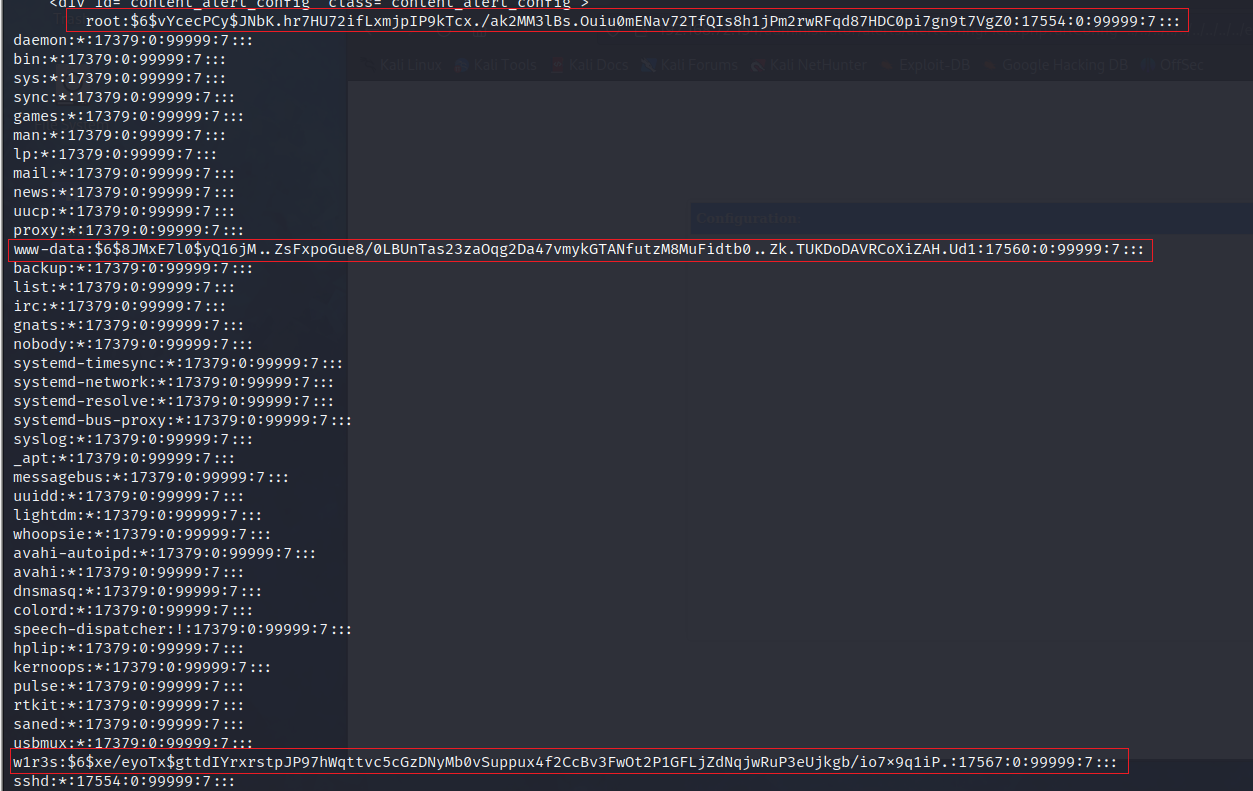 <div id="content_alert_config" class="content_alert_config">
root:$6$vYcecPCy$JNbK.hr7HU72ifLxmjpIP9kTcx./ak2MM3lBs.Ouiu0mENav72TfQIs8h1jPm2rwRFqd87HDC0pi7gn9t7VgZ0:17554:0:99999:7:::
daemon:*:17379:0:99999:7:::
bin:*:17379:0:99999:7:::
Kali Linux Kali Tools Kali Docs Kali Forums Kali NetHunter Exploit-DB Google Hacking DB OffSec
sys:*:17379:0:99999:7:::
sync:*:17379:0:99999:7:::
games:*:17379:0:99999:7:::
man:*:17379:0:99999:7:::
lp:*:17379:0:99999:7:::
mail:*:17379:0:99999:7:::
news:*:17379:0:99999:7:::
uucp:*:17379:0:99999:7:::
Configuration
proxy:*:17379:0:99999:7:::
www-data:$6$8JMxE7l0$yQ16jM..ZsFxpoGue8/0LBUnTas23zaOqg2Da47vmykGTANfutzM8MuFidtb0..Zk.TUKDoDAVRCoXiZAH.Ud1:17560:0:99999:7:::
backup:*:17379:0:99999:7:::
list:*:17379:0:99999:7:::
irc:*:17379:0:99999:7:::
gnats:*:17379:0:99999:7:::
nobody:*:17379:0:99999:7:::
systemd-timesync:*:17379:0:99999:7:::
systemd-network:*:17379:0:99999:7:::
systemd-resolve:*:17379:0:99999:7:::
systemd-bus-proxy:*:17379:0:99999:7:::
syslog:*:17379:0:99999:7:::
_apt:*:17379:0:99999:7:::
messagebus:*:17379:0:99999:7:::
uuidd:*:17379:0:99999:7:::
lightdm:*:17379:0:99999:7:::
whoopsie:*:17379:0:99999:7:::
avahi-autoipd:*:17379:0:99999:7:::
avahi:*:17379:0:99999:7:::
dnsmasq:*:17379:0:99999:7:::
colord:*:17379:0:99999:7:::
speech-dispatcher:!:17379:0:99999:7:::
hplip:*:17379:0:99999:7:::
kernoops:*:17379:0:99999:7:::
pulse:*:17379:0:99999:7:::
rtkit:*:17379:0:99999:7:::
saned:*:17379:0:99999:7:::
usbmux:*:17379:0:99999:7:::
w1r3s:$6$xe/eyoTx$gttdIYrxrstpJP97hWqttvc5cGzDNyMb0vSuppux4f2CcBv3FwOt2P1GFLjZdNqjwRuP3eUjkgb/io7x9q1iP.:17567:0:99999:7:::
sshd:*:17554:0:99999:7:::